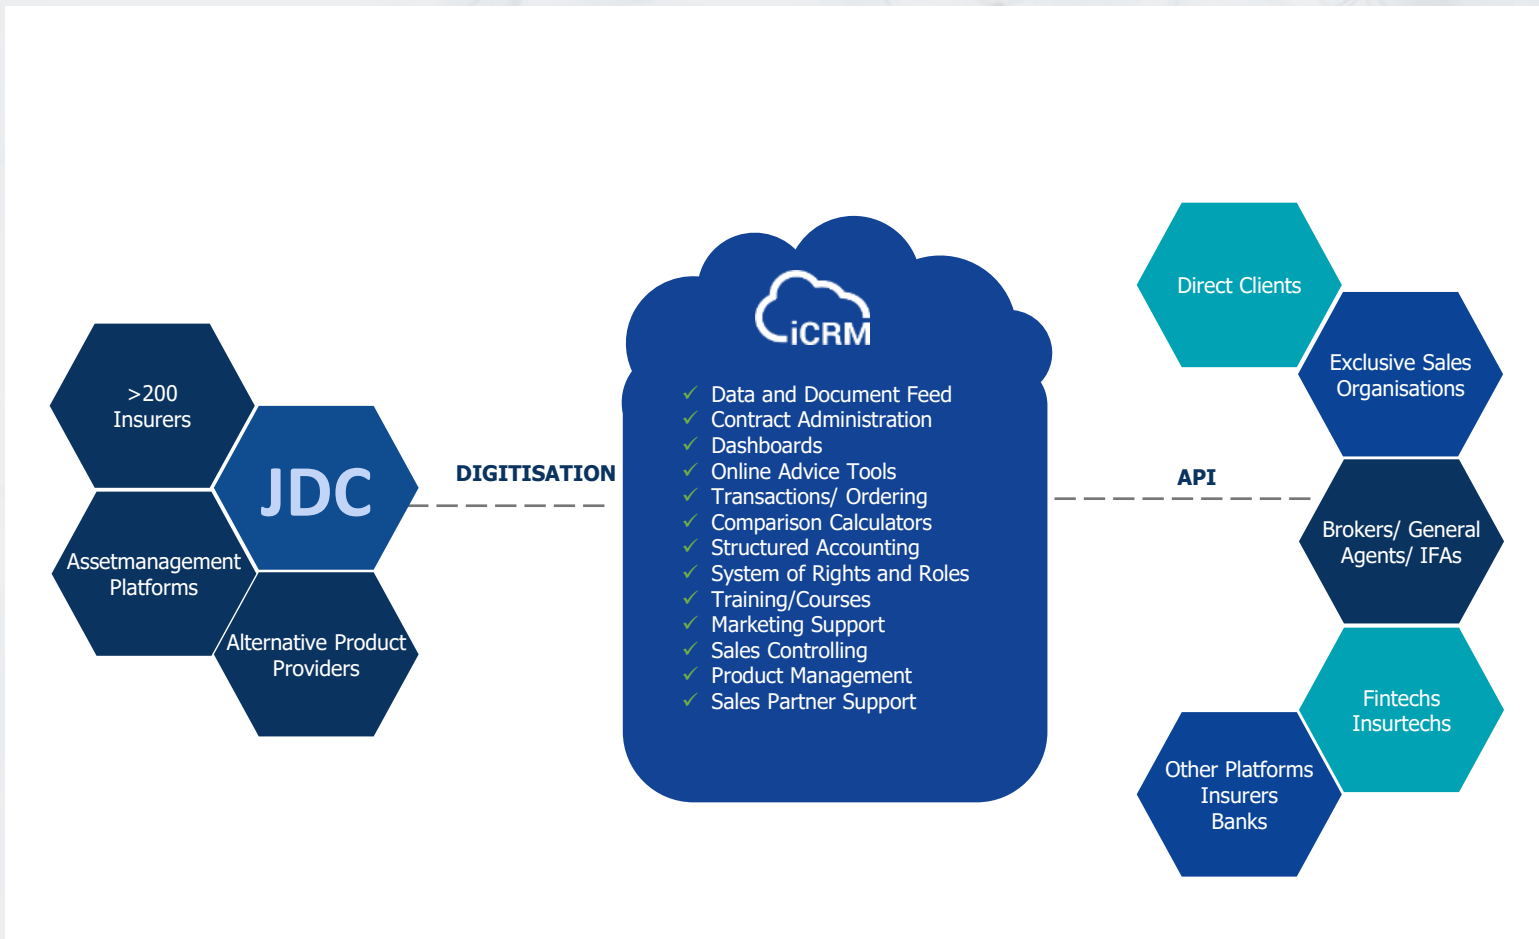 >200
Insurers
JDC
Assetmanagement
Platforms
Alternative Product
Providers
DIGITISATION
iCRM
✓ Data and Document Feed
✓ Contract Administration
✓ Dashboards
✓ Online Advice Tools
✓ Transactions/ Ordering
✓ Comparison Calculators
✓ Structured Accounting
✓ System of Rights and Roles
✓ Training/Courses
✓ Marketing Support
✓ Sales Controlling
✓ Product Management
✓ Sales Partner Support
API
Direct Clients
Exclusive Sales
Organisations
Brokers/ General
Agents/ IFAs
Fintechs
Insurtechs
Other Platforms
Insurers
Banks